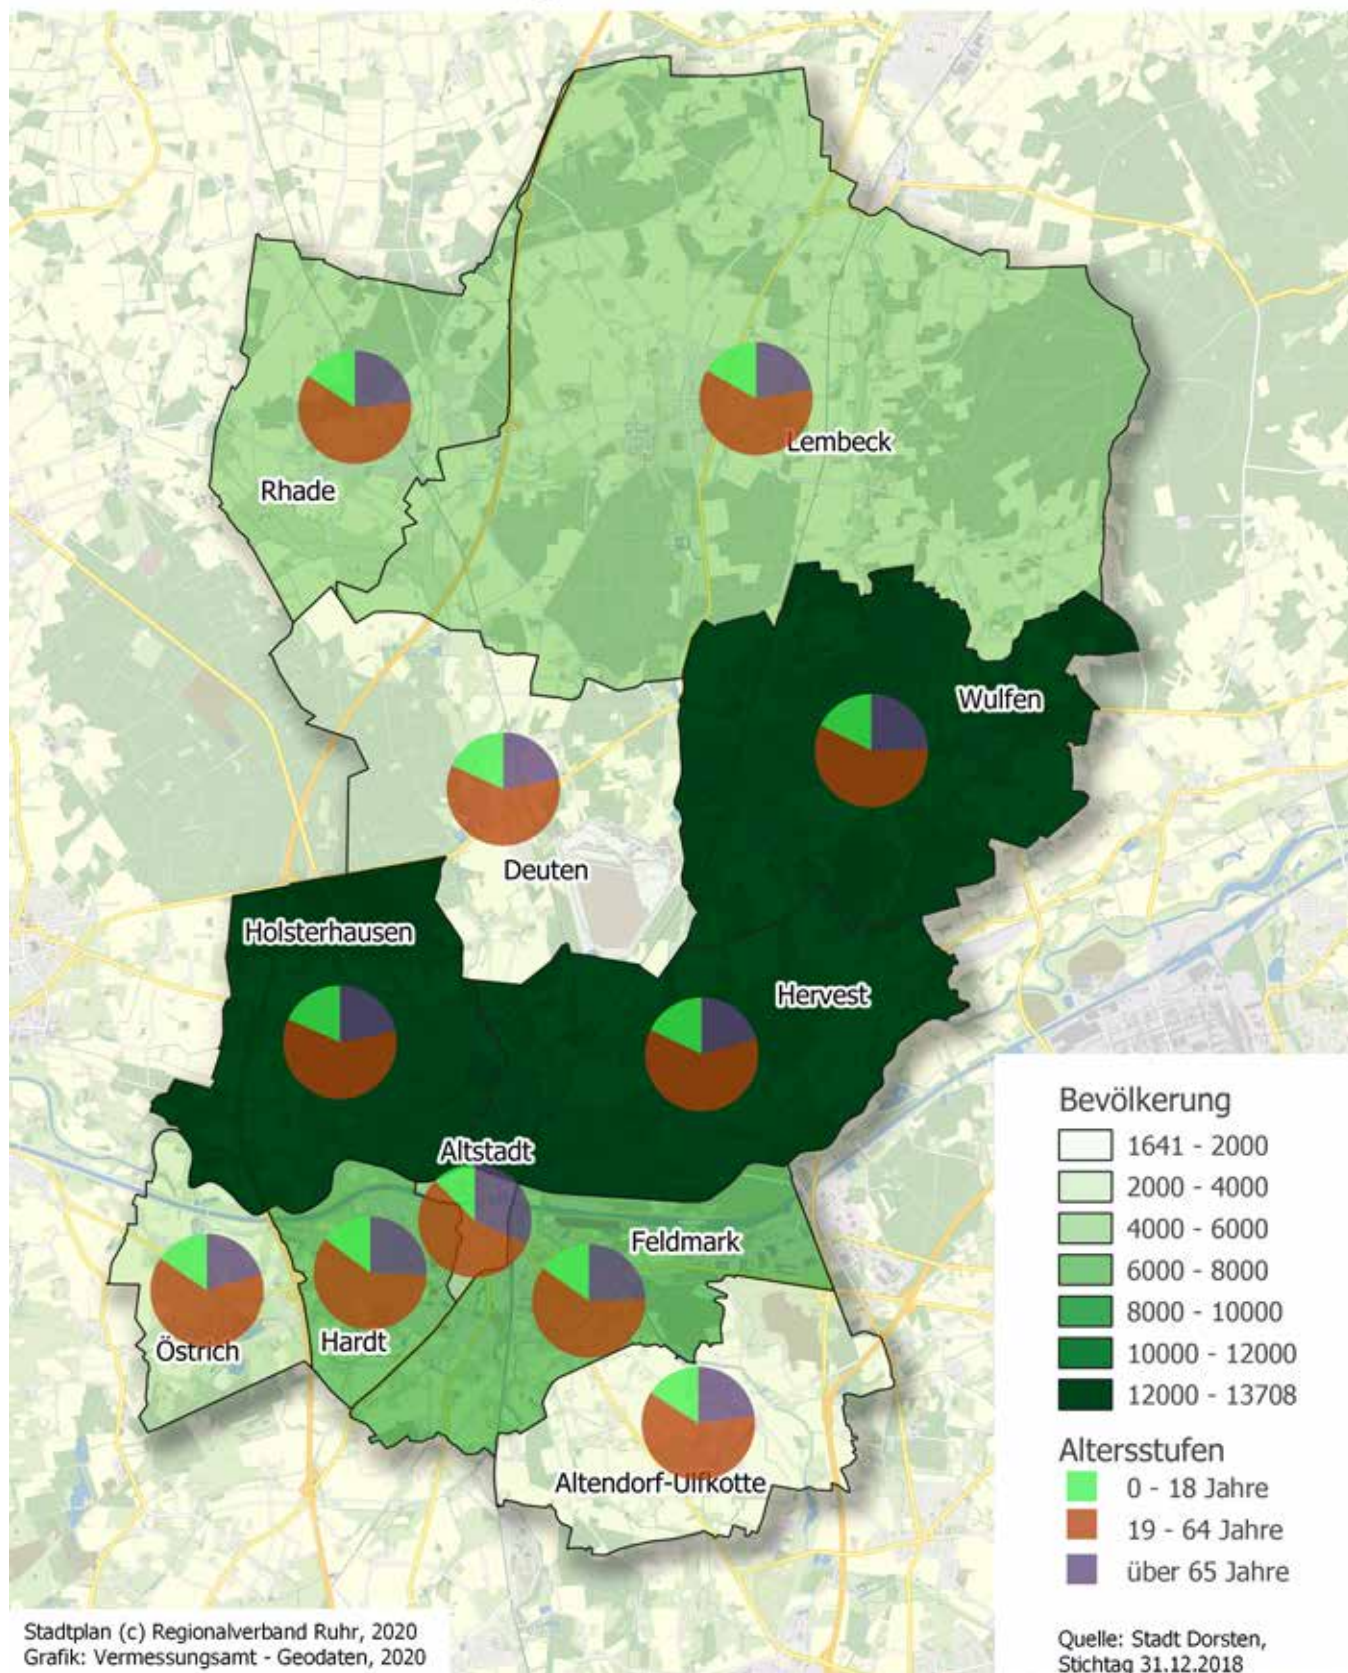 Lembeck
Rhade
Wulfen
Deuten
Holsterhausen
Hervest
Altstadt
Feldmark
Östrich
Hardt
Altendorf-Ulfkotte
Bevölkerung
1641 - 2000
2000 - 4000
4000 - 6000
6000 - 8000
8000 - 10000
10000 - 12000
12000 - 13708
Altersstufen
0 - 18 Jahre
19 - 64 Jahre
über 65 Jahre
Stadtplan (c) Regionalverband Ruhr, 2020
Grafik: Vermessungsamt - Geodaten, 2020
Quelle: Stadt Dorsten,
Stichtag 31.12.2018